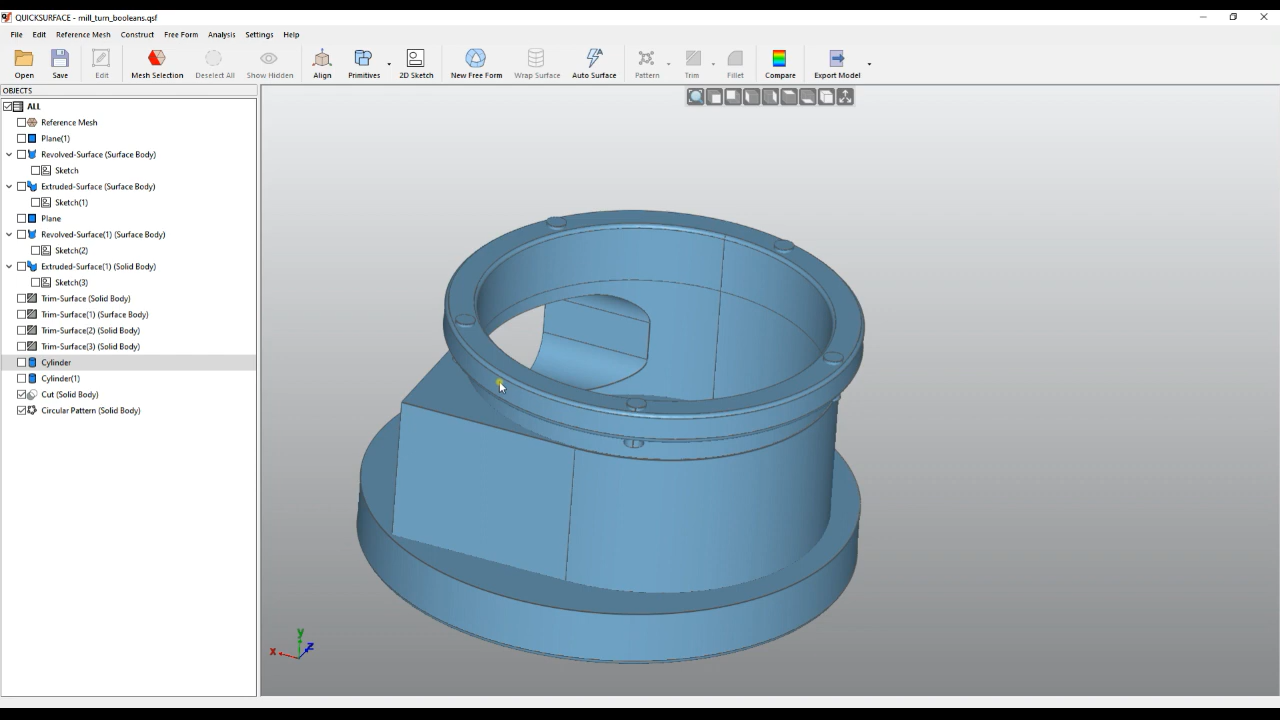 QUICKSURFACE - mill_turn_booleans.qsf
File Edit Reference Mesh Construct Free Form Analysis Settings Help
Open Save Edit Mesh Selection Deselect All Show Hidden Align Primitives 2D Sketch New Free Form Wrap Surface Auto Surface Pattern Trim Fillet Compare Export Model
OBJECTS
ALL
Reference Mesh
Plane(1)
Revolved-Surface (Surface Body)
Sketch
Extruded-Surface (Surface Body)
Sketch(1)
Plane
Revolved-Surface(1) (Surface Body)
Sketch(2)
Extruded-Surface(1) (Solid Body)
Sketch(3)
Trim-Surface (Solid Body)
Trim-Surface(1) (Surface Body)
Trim-Surface(2) (Solid Body)
Trim-Surface(3) (Solid Body)
Cylinder
Cylinder(1)
Cut (Solid Body)
Circular Pattern (Solid Body)
y
x z